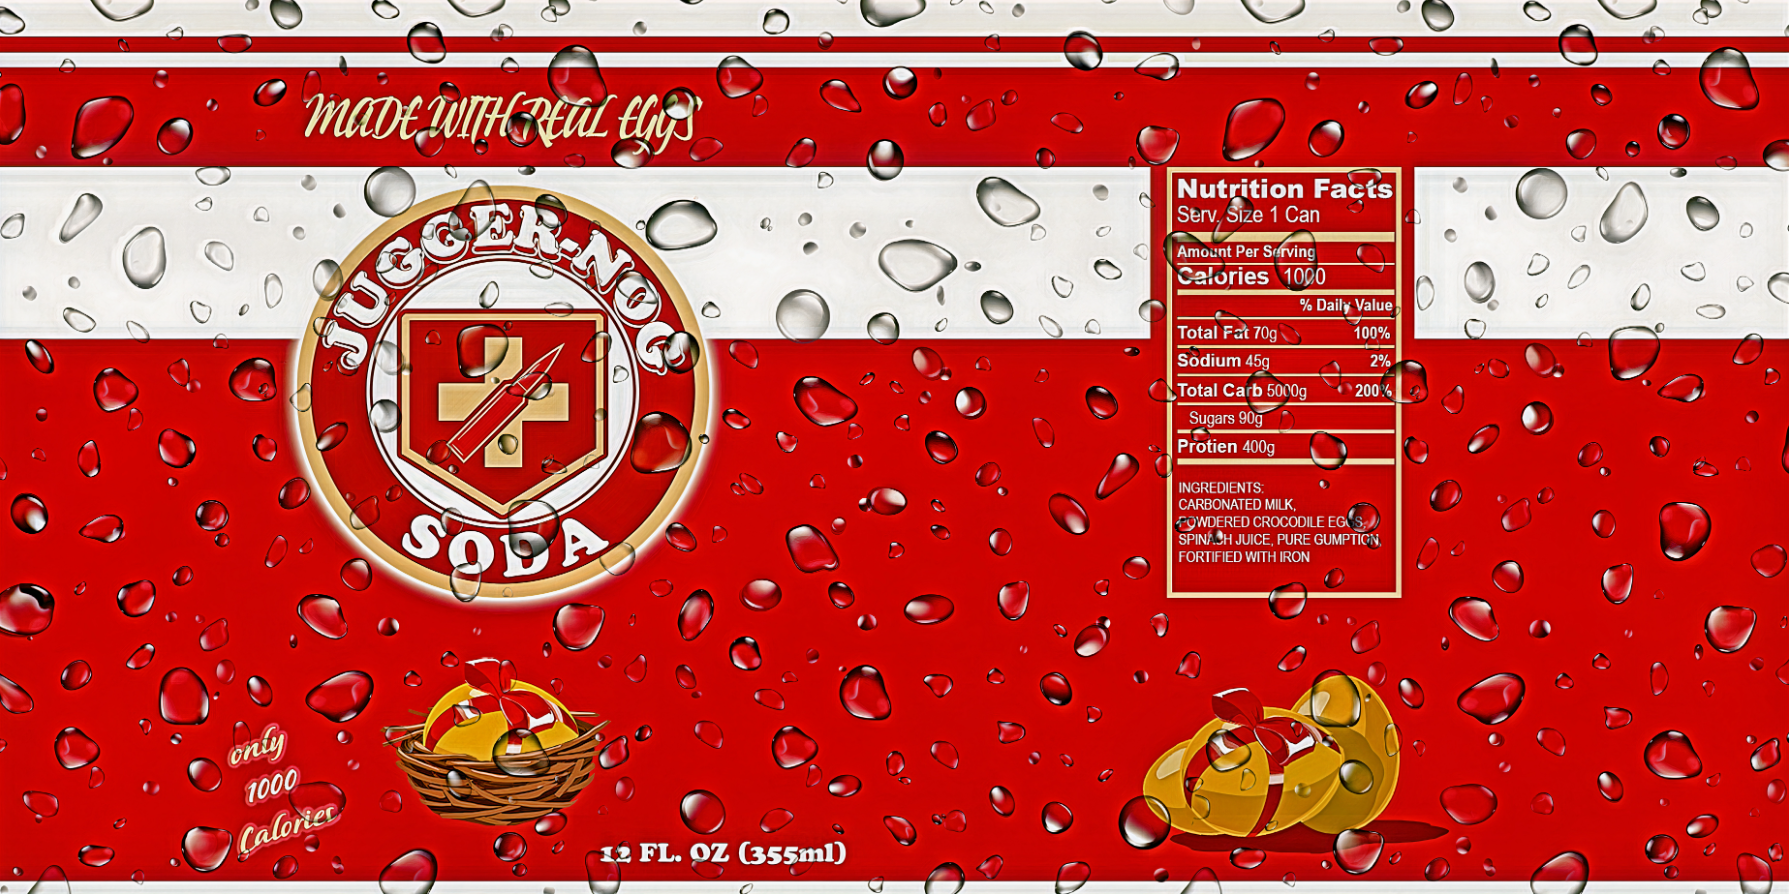 MADE WITH REAL EGGS
JUGGER-NOG
SODA
only
1000
Calories
12 FL. OZ (355ml)
Nutrition Facts
Serv. Size 1 Can
Amount Per Serving
Calories 1000
% Daily Value
Total Fat 70g 100%
Sodium 45g 2%
Total Carb 5000g 200%
Sugars 90g
Protien 400g
INGREDIENTS:
CARBONATED MILK,
POWDERED CROCODILE EGGS,
SPINASH JUICE, PURE GUMPTION,
FORTIFIED WITH IRON